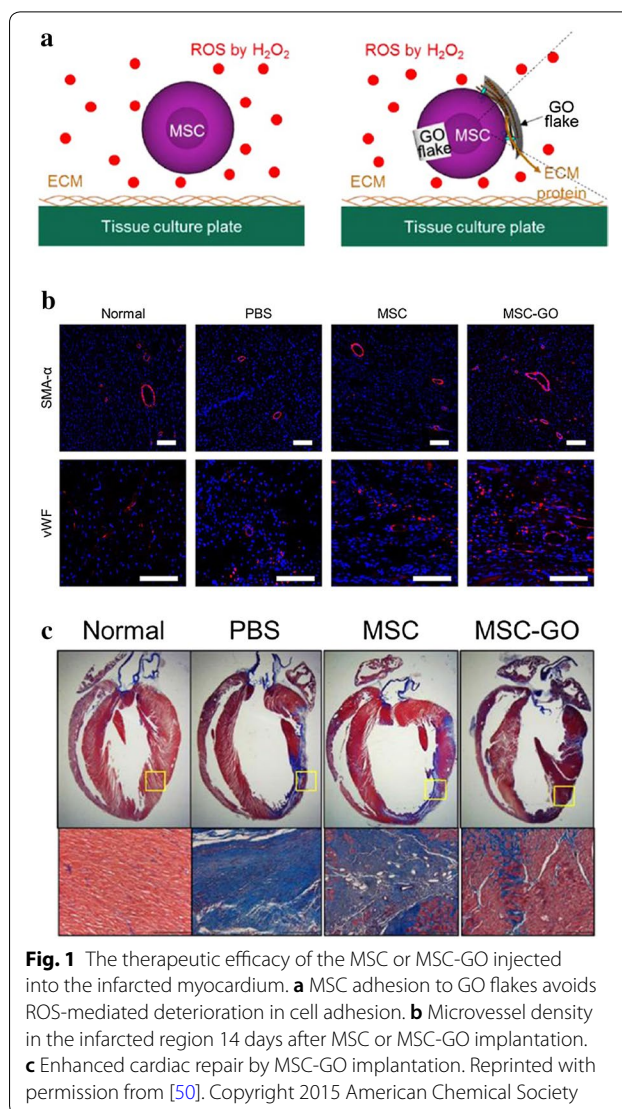 a
ROS by H₂O₂
MSC
ECM
Tissue culture plate
ROS by H₂O₂
GO flake
MSC
GO flake
ECM
ECM protein
Tissue culture plate
b
Normal PBS MSC MSC-GO
SMA-α
vWF
c
Normal PBS MSC MSC-GO
Fig. 1 The therapeutic efficacy of the MSC or MSC-GO injected
into the infarcted myocardium. a MSC adhesion to GO flakes avoids
ROS-mediated deterioration in cell adhesion. b Microvessel density
in the infarcted region 14 days after MSC or MSC-GO implantation.
c Enhanced cardiac repair by MSC-GO implantation. Reprinted with
permission from [50]. Copyright 2015 American Chemical Society